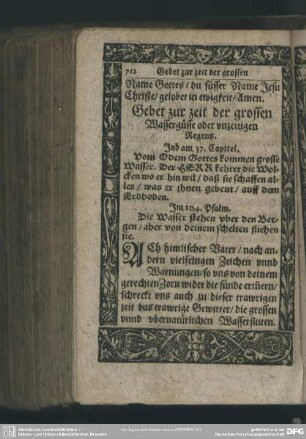 712 Gebet zur zeit der grossen
Name Gottes / du süsser Name Jesu
Christe / gelobet in ewigkeit / Amen.
Gebet zur zeit der grossen
Wassergüsse oder vnzeitigen
Regens.
Job am 37. Capitel.
Vom Odem Gottes kommen grosse
Wasser. Der HERR kehret die Wol-
cken wo er hin wil / daß sie schaffen al-
les / was er jhnen gebeut / auff dem
Erdboden.
Im 104. Psalm.
Die Wasser stehen vber den Ber-
gen / aber von deinem schelten fliehen
sie.
ACh himlischer Vater / nach an-
dern vielfeltigen Zeichen vnnd
Warnungen / so vns von deinem
gerechten Zorn wider die sünde erinern /
schreckt vns auch zu dieser trawrigen
zeit das trawrige Gewitter / die grossen
vnnd vbernatürlichen Wasserfluten.